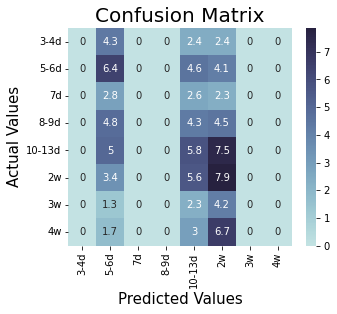 Confusion Matrix
3-4d 0 4.3 0 0 2.4 2.4 0 0
5-6d 0 6.4 0 0 4.6 4.1 0 0
7d 0 2.8 0 0 2.6 2.3 0 0
8-9d 0 4.8 0 0 4.3 4.5 0 0
10-13d 0 5 0 0 5.8 7.5 0 0
2w 0 3.4 0 0 5.6 7.9 0 0
3w 0 1.3 0 0 2.3 4.2 0 0
4w 0 1.7 0 0 3 6.7 0 0
3-4d 5-6d 7d 8-9d 10-13d 2w 3w 4w
Predicted Values
Actual Values
7
6
5
4
3
2
1
0